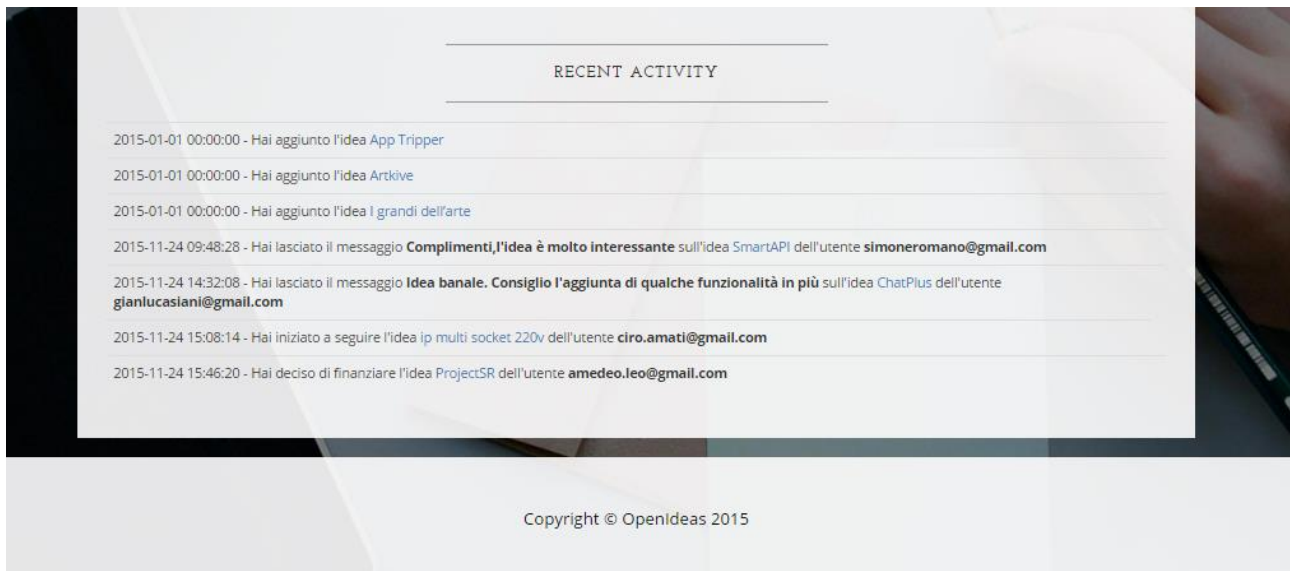 RECENT ACTIVITY
2015-01-01 00:00:00 - Hai aggiunto l'idea App Tripper
2015-01-01 00:00:00 - Hai aggiunto l'idea Artkive
2015-01-01 00:00:00 - Hai aggiunto l'idea I grandi dell'arte
2015-11-24 09:48:28 - Hai lasciato il messaggio Complimenti,l'idea è molto interessante sull'idea SmartAPI dell'utente simoneromano@gmail.com
2015-11-24 14:32:08 - Hai lasciato il messaggio Idea banale. Consiglio l'aggiunta di qualche funzionalità in più sull'idea ChatPlus dell'utente
gianlucasiani@gmail.com
2015-11-24 15:08:14 - Hai iniziato a seguire l'idea ip multi socket 220v dell'utente ciro.amati@gmail.com
2015-11-24 15:46:20 - Hai deciso di finanziare l'idea ProjectSR dell'utente amedeo.leo@gmail.com
Copyright © OpenIdeas 2015